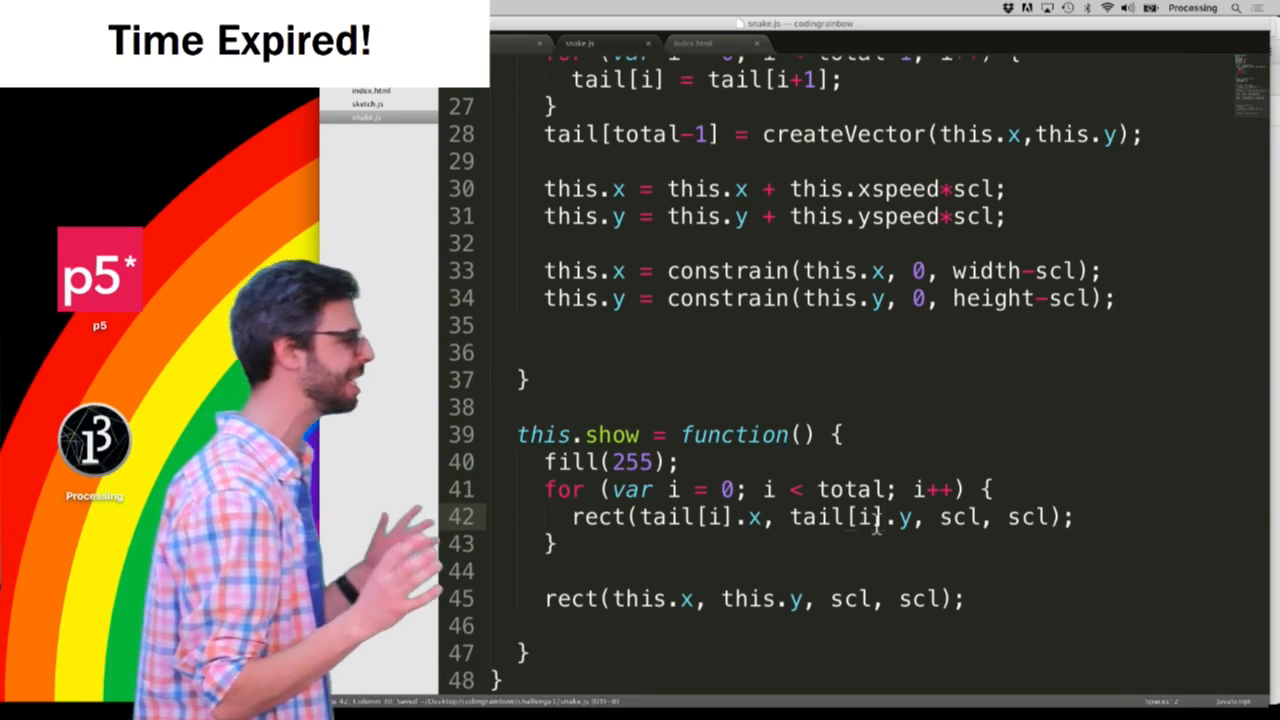 Time Expired!
Processing
snake.js — codingrainbow
snake.js
index.html
index.html
sketch.js
snake.js
p5*
p5
Processing
tail[i] = tail[i+1];
27 }
28 tail[total-1] = createVector(this.x,this.y);
29
30 this.x = this.x + this.xspeed*scl;
31 this.y = this.y + this.yspeed*scl;
32
33 this.x = constrain(this.x, 0, width-scl);
34 this.y = constrain(this.y, 0, height-scl);
35
36
37 }
38
39 this.show = function() {
40 fill(255);
41 for (var i = 0; i < total; i++) {
42 rect(tail[i].x, tail[i].y, scl, scl);
43 }
44
45 rect(this.x, this.y, scl, scl);
46
47 }
48 }
Spaces: 2
JavaScript